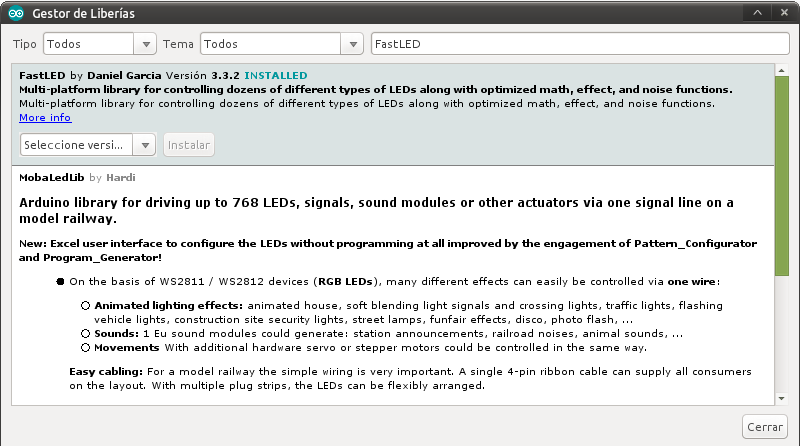 Gestor de Liberías
Tipo Todos Tema Todos FastLED
FastLED by Daniel Garcia Versión 3.3.2 INSTALLED
Multi-platform library for controlling dozens of different types of LEDs along with optimized math, effect, and noise functions.
Multi-platform library for controlling dozens of different types of LEDs along with optimized math, effect, and noise functions.
More info
Seleccione versi... Instalar
MobaLedLib by Hardi
Arduino library for driving up to 768 LEDs, signals, sound modules or other actuators via one signal line on a
model railway.
New: Excel user interface to configure the LEDs without programming at all improved by the engagement of Pattern_Configurator
and Program_Generator!
On the basis of WS2811 / WS2812 devices (RGB LEDs), many different effects can easily be controlled via one wire:
Animated lighting effects: animated house, soft blending light signals and crossing lights, traffic lights, flashing
vehicle lights, construction site security lights, street lamps, funfair effects, disco, photo flash, ...
Sounds: 1 Eu sound modules could generate: station announcements, railroad noises, animal sounds, ...
Movements With additional hardware servo or stepper motors could be controlled in the same way.
Easy cabling: For a model railway the simple wiring is very important. A single 4-pin ribbon cable can supply all consumers
on the layout. With multiple plug strips, the LEDs can be flexibly arranged.
Cerrar